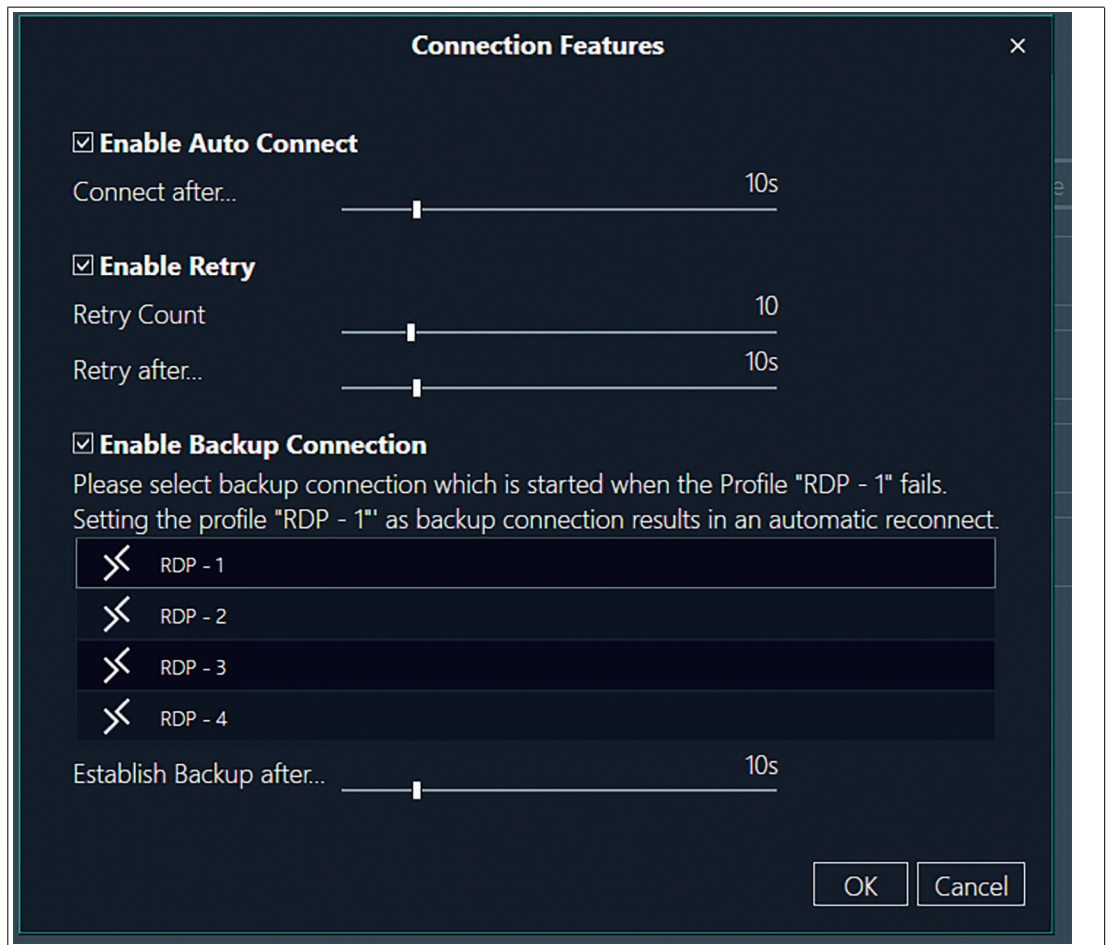 Connection Features
Enable Auto Connect
Connect after...
10s
Enable Retry
Retry Count
10
Retry after...
10s
Enable Backup Connection
Please select backup connection which is started when the Profile "RDP - 1" fails.
Setting the profile "RDP - 1"' as backup connection results in an automatic reconnect.
RDP - 1
RDP - 2
RDP - 3
RDP - 4
Establish Backup after...
10s
OK
Cancel